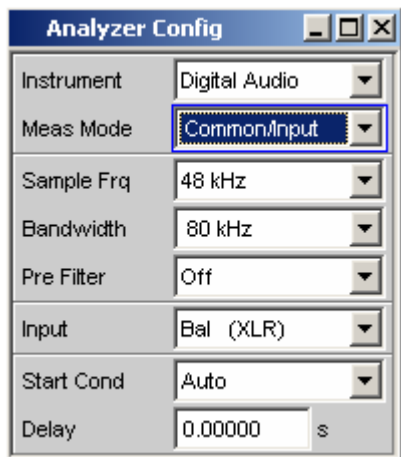 Analyzer Config
Instrument Digital Audio
Meas Mode Common/Input
Sample Frq 48 kHz
Bandwidth 80 kHz
Pre Filter Off
Input Bal (XLR)
Start Cond Auto
Delay 0.00000 s